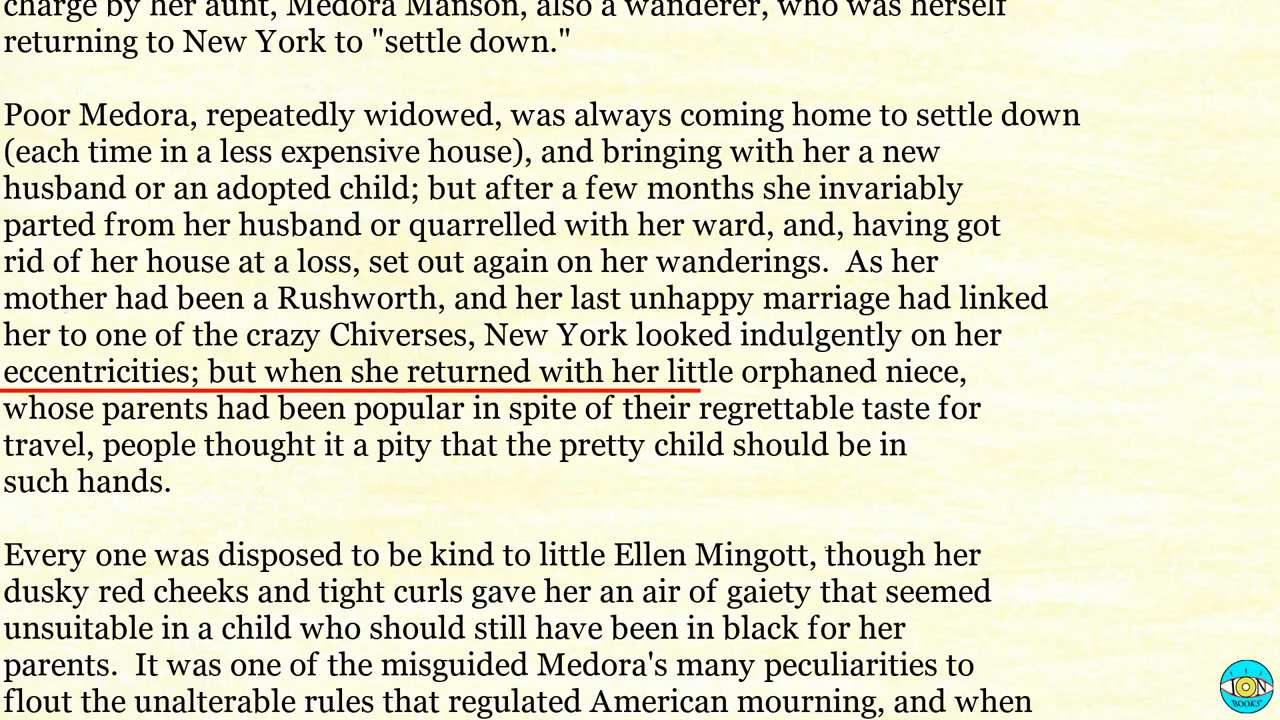 charge by her aunt, Medora Manson, also a wanderer, who was herself
returning to New York to "settle down."
Poor Medora, repeatedly widowed, was always coming home to settle down
(each time in a less expensive house), and bringing with her a new
husband or an adopted child; but after a few months she invariably
parted from her husband or quarrelled with her ward, and, having got
rid of her house at a loss, set out again on her wanderings.  As her
mother had been a Rushworth, and her last unhappy marriage had linked
her to one of the crazy Chiverses, New York looked indulgently on her
eccentricities; but when she returned with her little orphaned niece,
whose parents had been popular in spite of their regrettable taste for
travel, people thought it a pity that the pretty child should be in
such hands.
Every one was disposed to be kind to little Ellen Mingott, though her
dusky red cheeks and tight curls gave her an air of gaiety that seemed
unsuitable in a child who should still have been in black for her
parents.  It was one of the misguided Medora's many peculiarities to
flout the unalterable rules that regulated American mourning, and when
ION
BOOKS